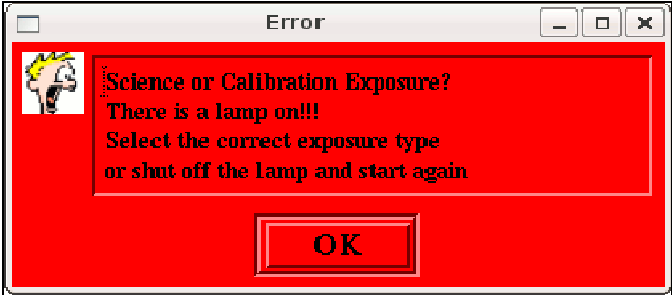 Error
Science or Calibration Exposure?
There is a lamp on!!!
Select the correct exposure type
or shut off the lamp and start again
OK